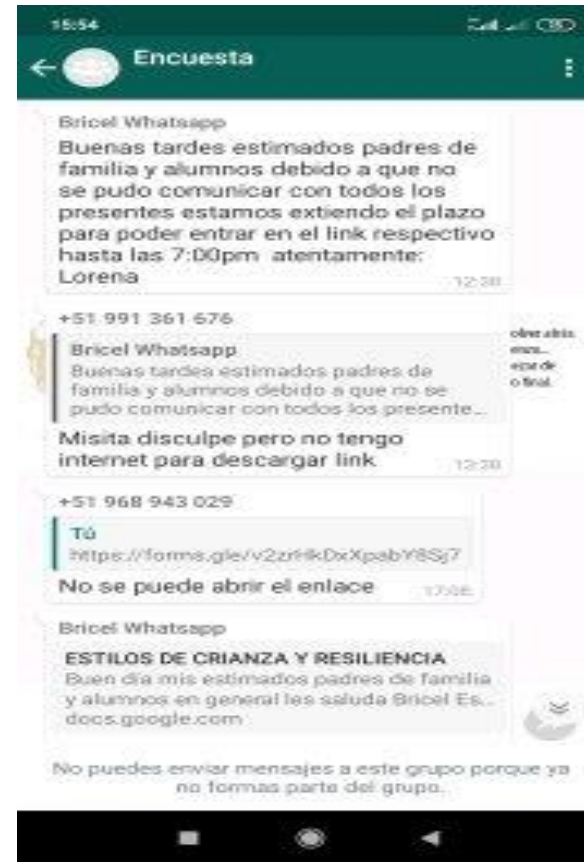 15:54
Encuesta
Bricel Whatsapp
Buenas tardes estimados padres de
familia y alumnos debido a que no
se pudo comunicar con todos los
presentes estamos extiendo el plazo
para poder entrar en el link respectivo
hasta las 7:00pm atentamente:
Lorena
+51 991 361 676
Bricel Whatsapp
Buenas tardes estimados padres de
familia y alumnos debido a que no se
pudo comunicar con todos los presente...
Misita disculpe pero no tengo
internet para descargar link
+51 968 943 029
Tú
https://forms.gle/v2zrHkDxXpabY8Sj7
No se puede abrir el enlace
Bricel Whatsapp
ESTILOS DE CRIANZA Y RESILIENCIA
Buen día mis estimados padres de familia
y alumnos en general les saluda Bricel Es..
docs.google.com
No puedes enviar mensajes a este grupo porque ya
no formas parte del grupo.